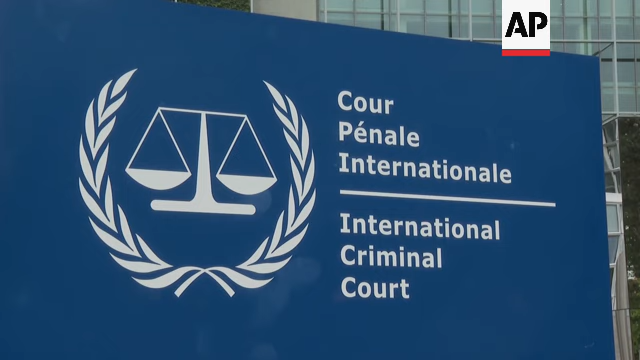 AP
Cour
Pénale
Internationale
International
Criminal
Court